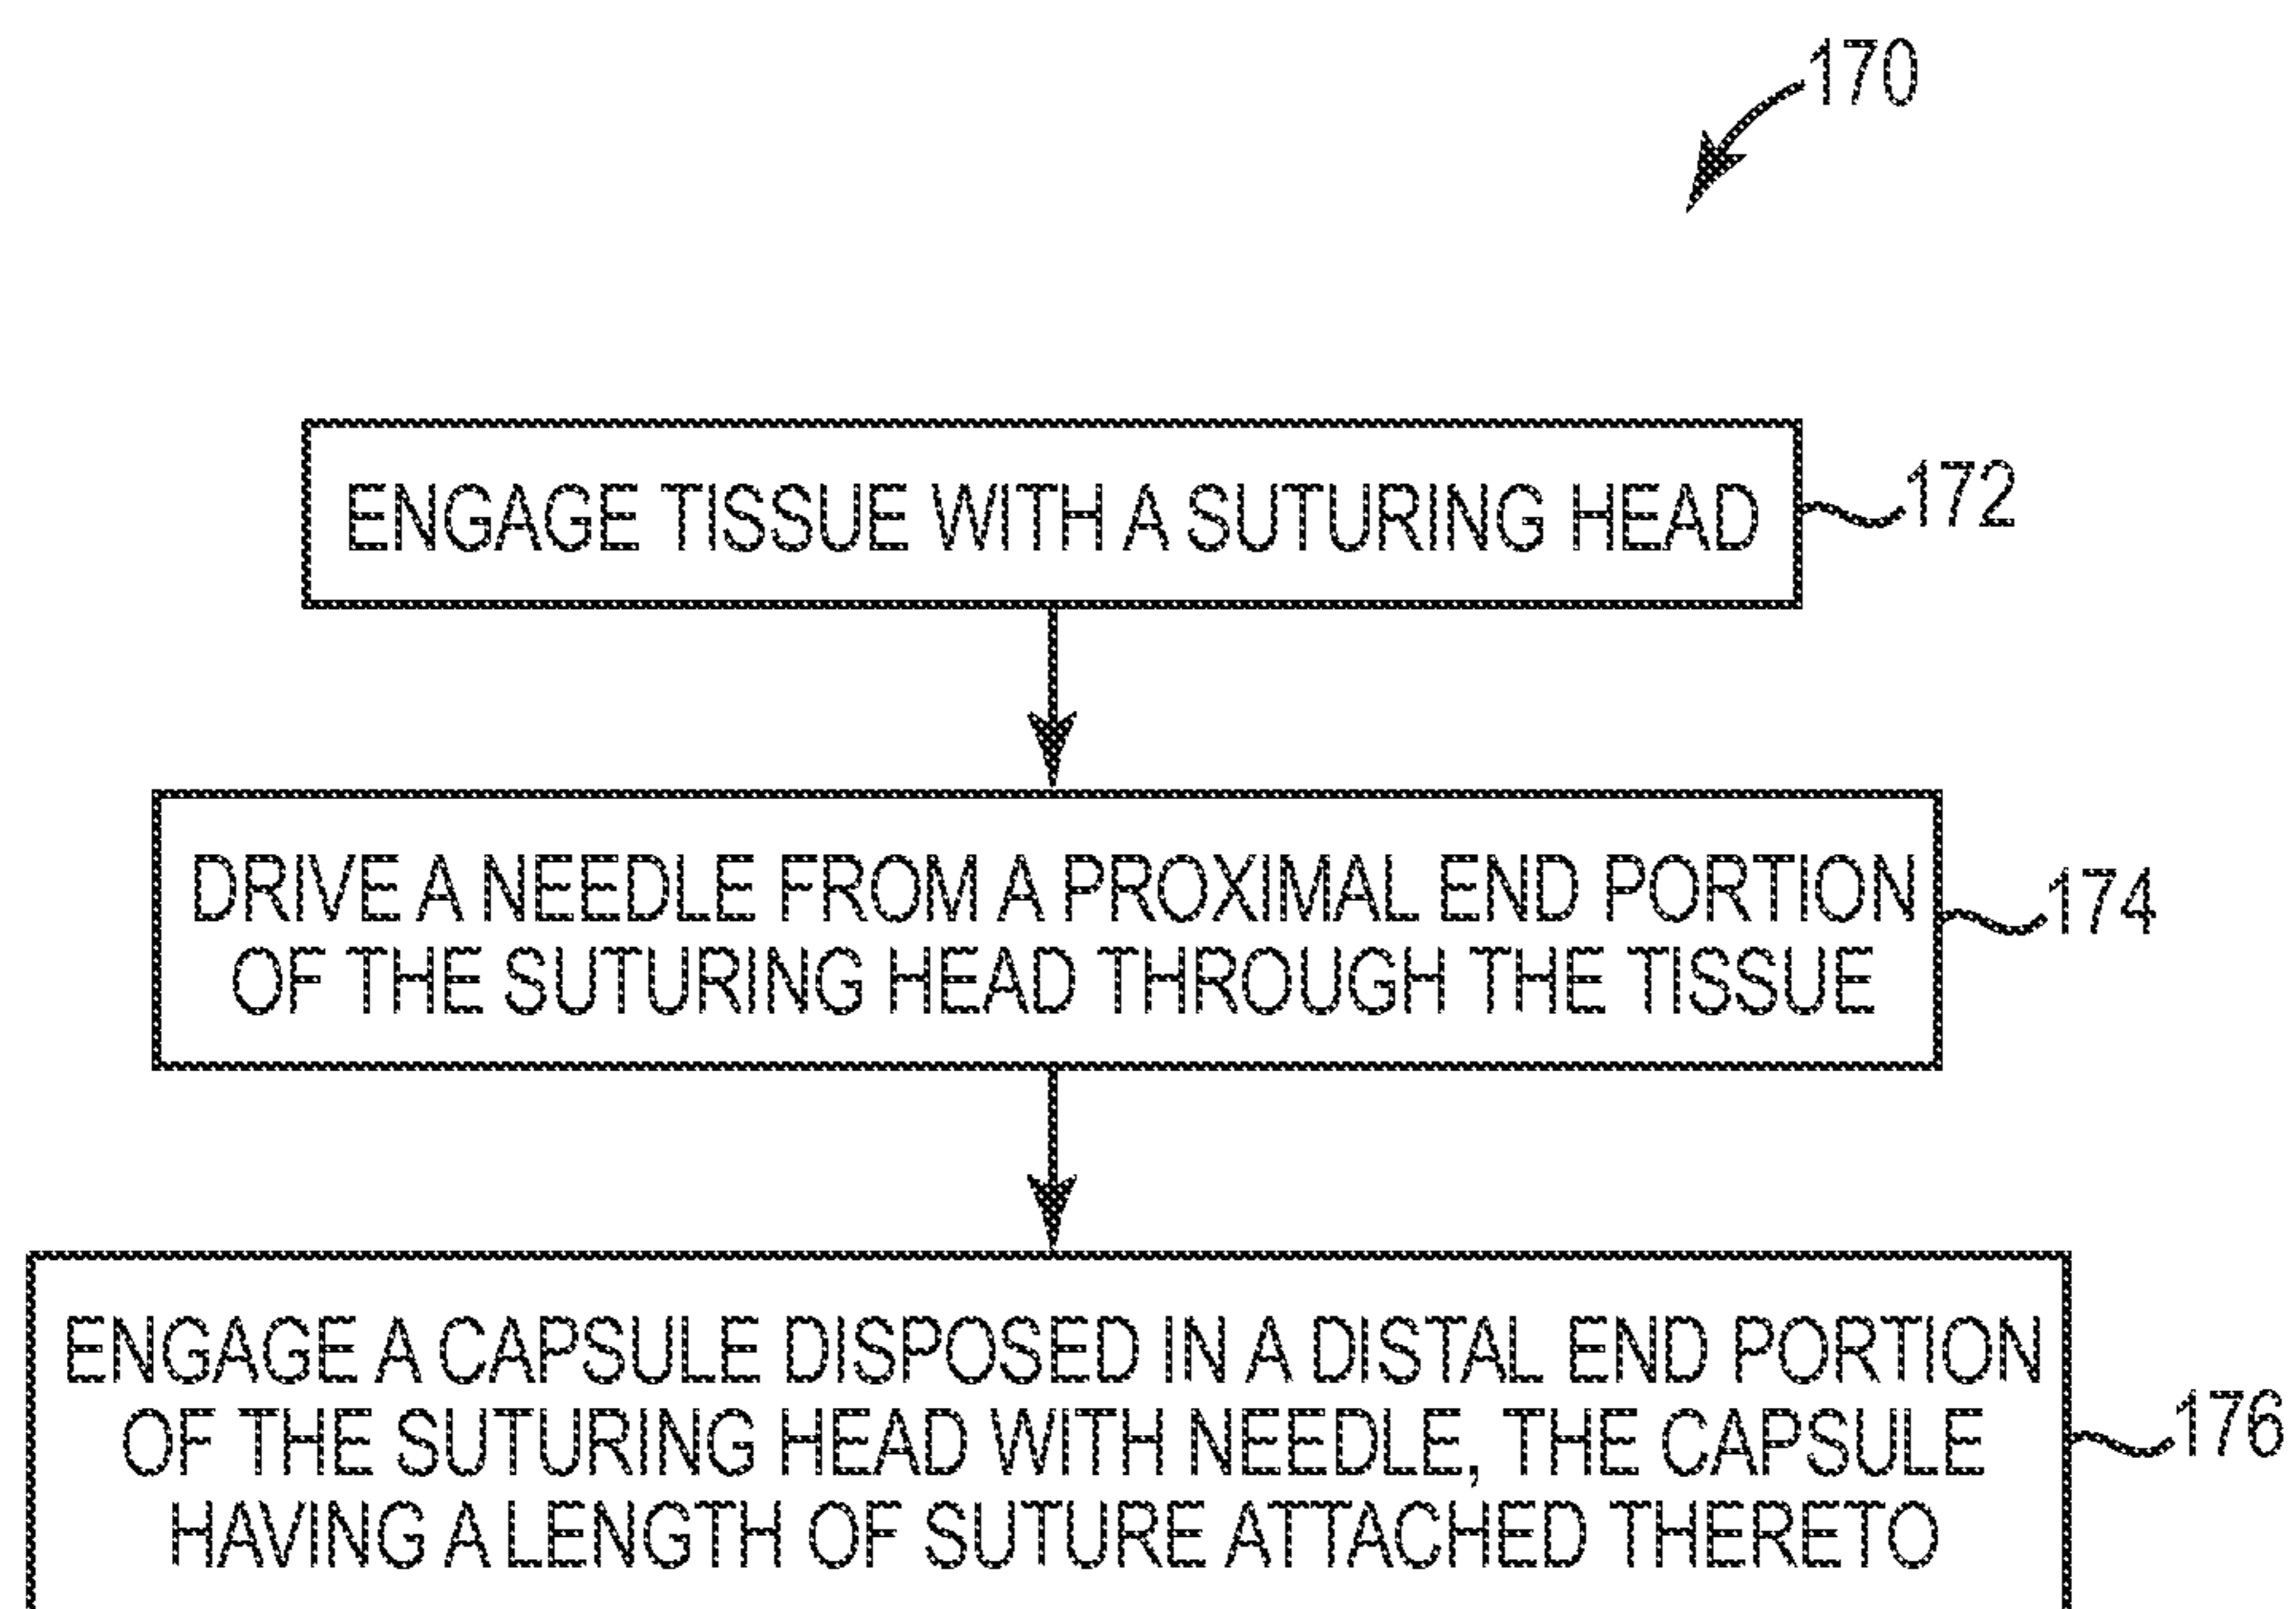 170
ENGAGE TISSUE WITH A SUTURING HEAD
172
DRIVE A NEEDLE FROM A PROXIMAL END PORTION
OF THE SUTURING HEAD THROUGH THE TISSUE
174
ENGAGE A CAPSULE DISPOSED IN A DISTAL END PORTION
OF THE SUTURING HEAD WITH NEEDLE, THE CAPSULE
HAVING A LENGTH OF SUTURE ATTACHED THERETO
176